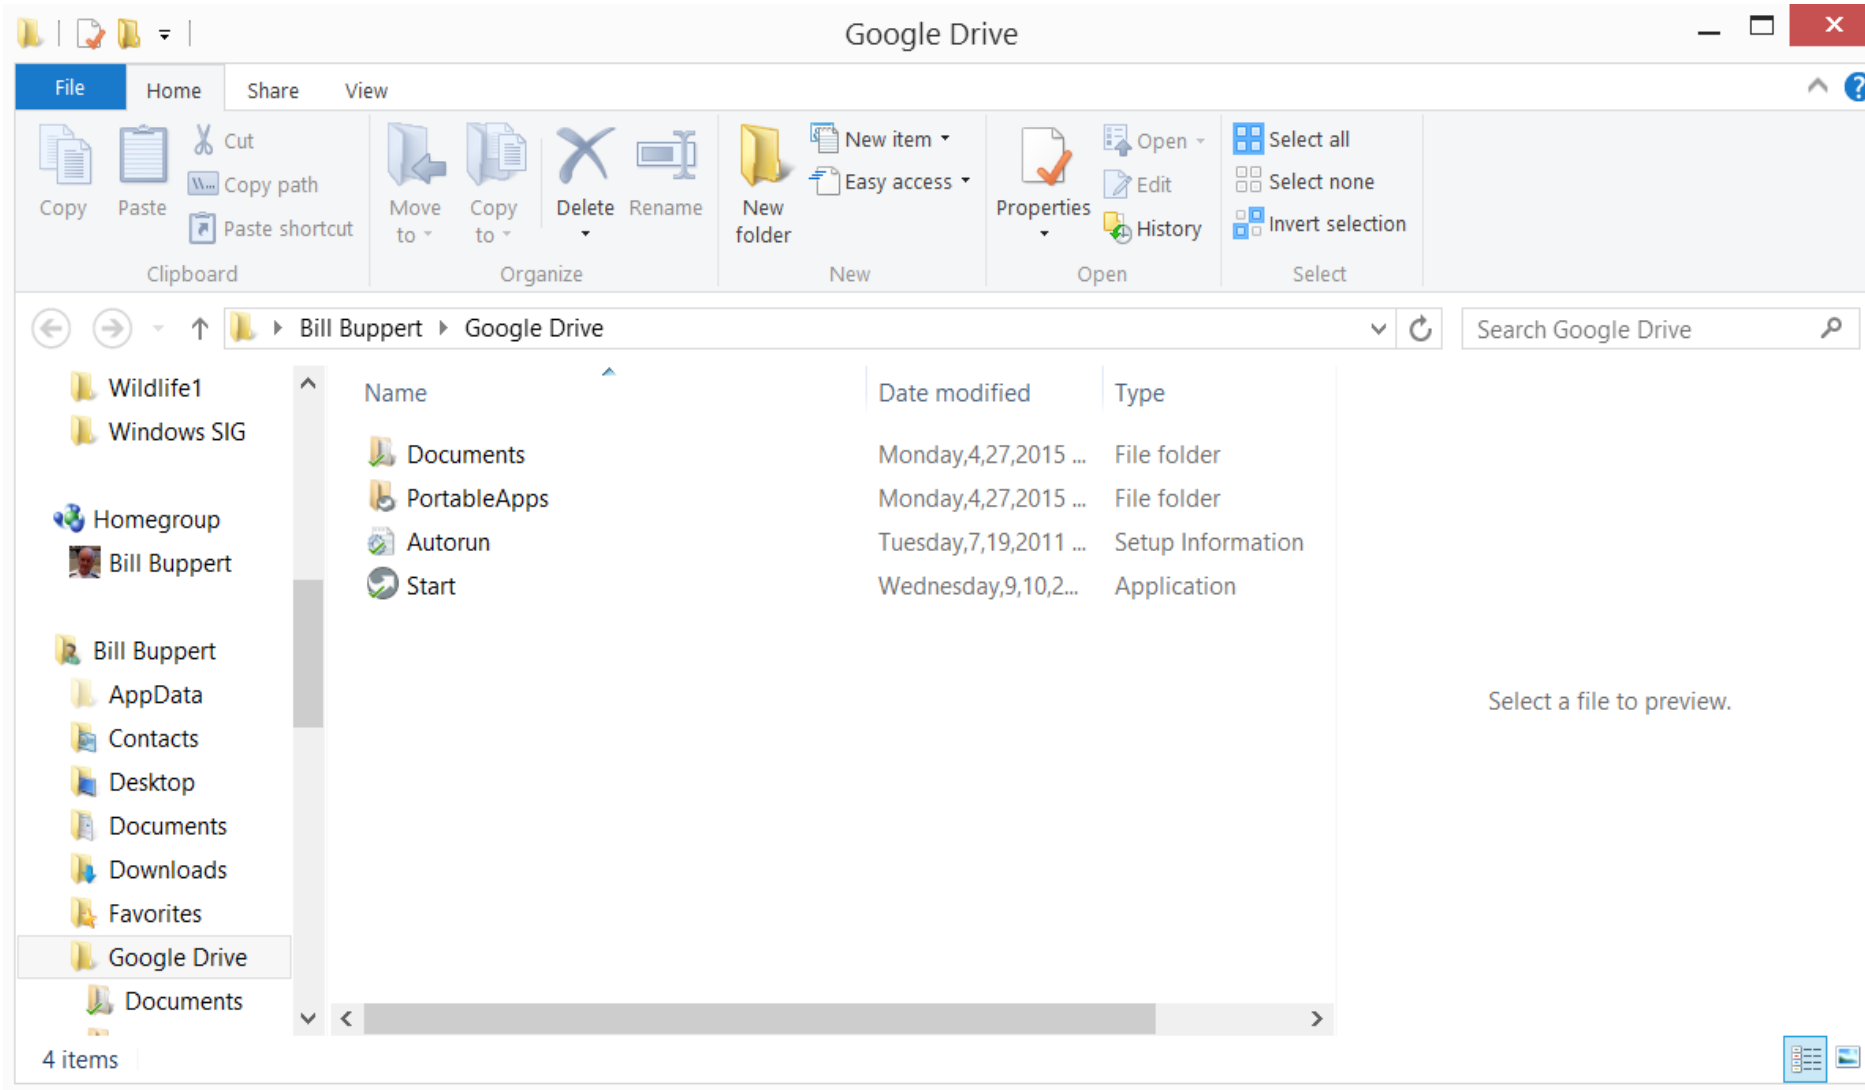 Google Drive
File Home Share View
Copy
Paste
Cut
Copy path
Paste shortcut
Clipboard
Move to
Copy to
Delete
Rename
Organize
New folder
New item
Easy access
New
Properties
Open
Edit
History
Open
Select all
Select none
Invert selection
Select
Bill Buppert Google Drive
Search Google Drive
Wildlife1
Windows SIG
Homegroup
Bill Buppert
Bill Buppert
AppData
Contacts
Desktop
Documents
Downloads
Favorites
Google Drive
Documents
Name Date modified Type
Documents Monday,4,27,2015 ... File folder
PortableApps Monday,4,27,2015 ... File folder
Autorun Tuesday,7,19,2011 ... Setup Information
Start Wednesday,9,10,2... Application
Select a file to preview.
4 items